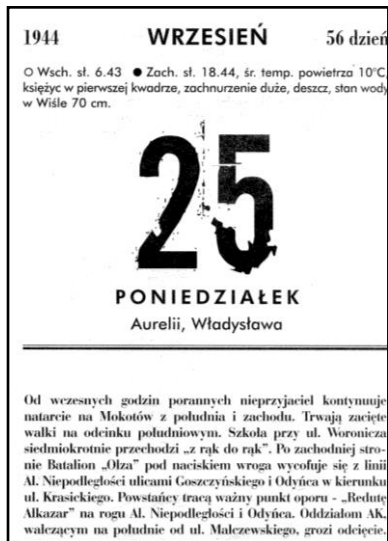 1944 WRZESIEŃ 56 dzień
○ Wsch. sł. 6.43 ● Zach. sł. 18.44, śr. temp. powietrza 10°C,
księżyc w pierwszej kwadrze, zachnurzenie duże, deszcz, stan wody
w Wiśle 70 cm.
25
PONIEDZIAŁEK
Aurelii, Władysława
Od wczesnych godzin porannych nieprzyjaciel kontynuuje
natarcie na Mokotów z południa i zachodu. Trwają zacięte
walki na odcinku południowym. Szkoła przy ul. Woronicza
siedmiokrotnie przechodzi „z rąk do rąk”. Po zachodniej stro-
nie Batalion „Olza” pod naciskiem wroga wycofuje się z linii
Al. Niepodległości ulicami Goszczyńskiego i Odyńca w kierunku
ul. Krasickiego. Powstańcy tracą ważny punkt oporu - „Redutę
Alkazar” na rogu Al. Niepodległości i Odyńca. Oddziałom AK,
walczącym na południe od ul. Malczewskiego, grozi odcięcie.